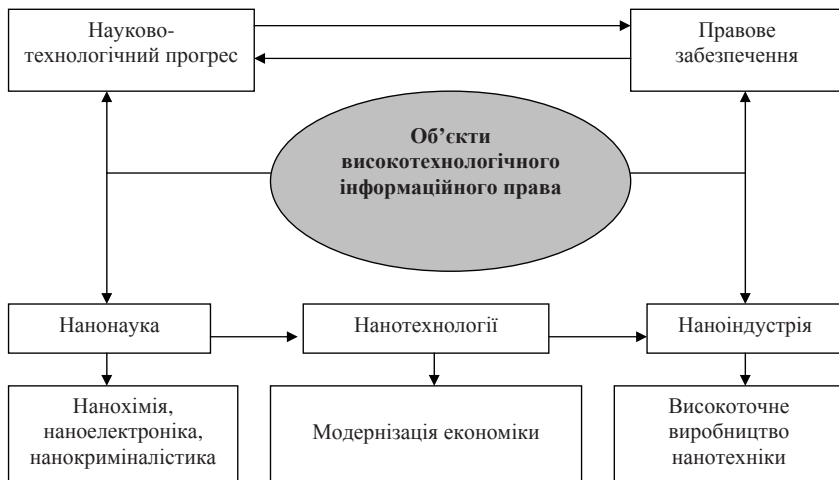 Науково-
технологічний прогрес
Правове
забезпечення
Об’єкти
високотехнологічного
інформаційного права
Нанонаука
Нанотехнології
Наноіндустрія
Нанохімія,
наноелектроніка,
нанокриміналістика
Модернізація економіки
Високоточне
виробництво
нанотехніки